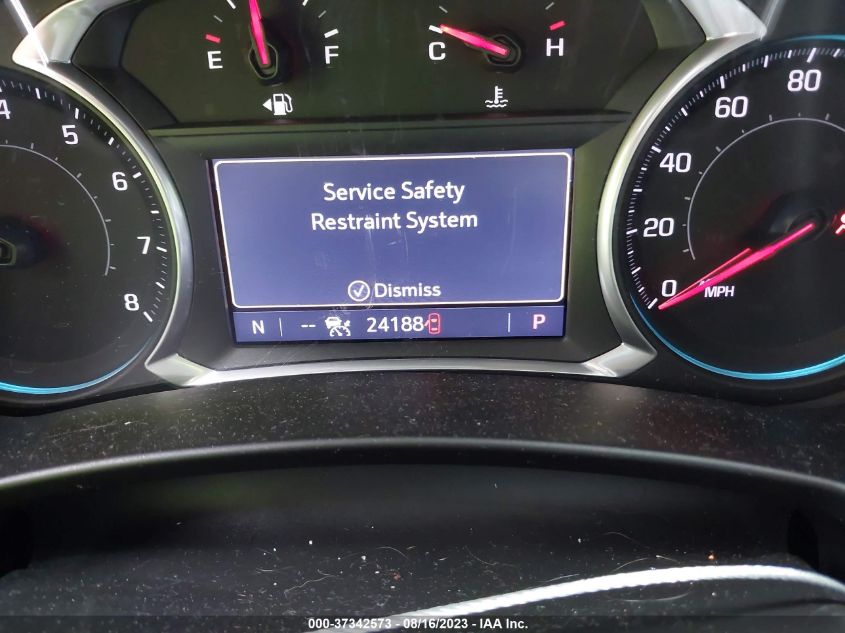 E F
C H
4
5
6
7
8
Service Safety
Restraint System
Dismiss
N -- 24188 P
80
60
40
20
0
MPH
000-37342573 - 08/16/2023 - IAA Inc.